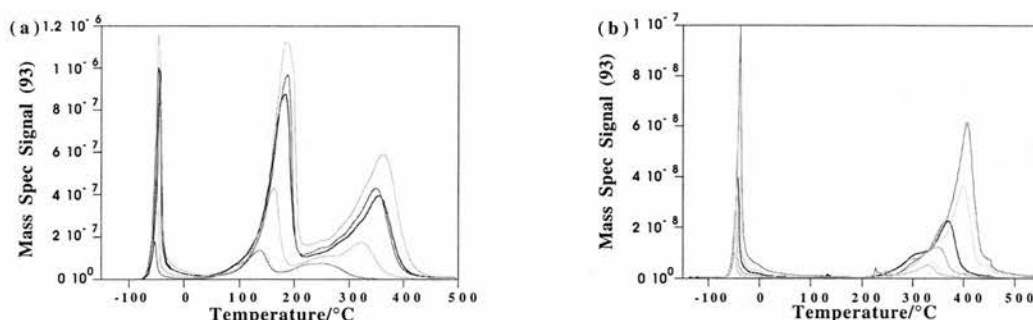 (a)
Mass Spec Signal (93)
1.2 10⁻⁶
1 10⁻⁶
8 10⁻⁷
6 10⁻⁷
4 10⁻⁷
2 10⁻⁷
0 10⁰
-100 0 100 200 300 400 500
Temperature/°C
(b)
Mass Spec Signal (93)
1 10⁻⁷
8 10⁻⁸
6 10⁻⁸
4 10⁻⁸
2 10⁻⁸
0 10⁰
-100 0 100 200 300 400 500
Temperature/°C